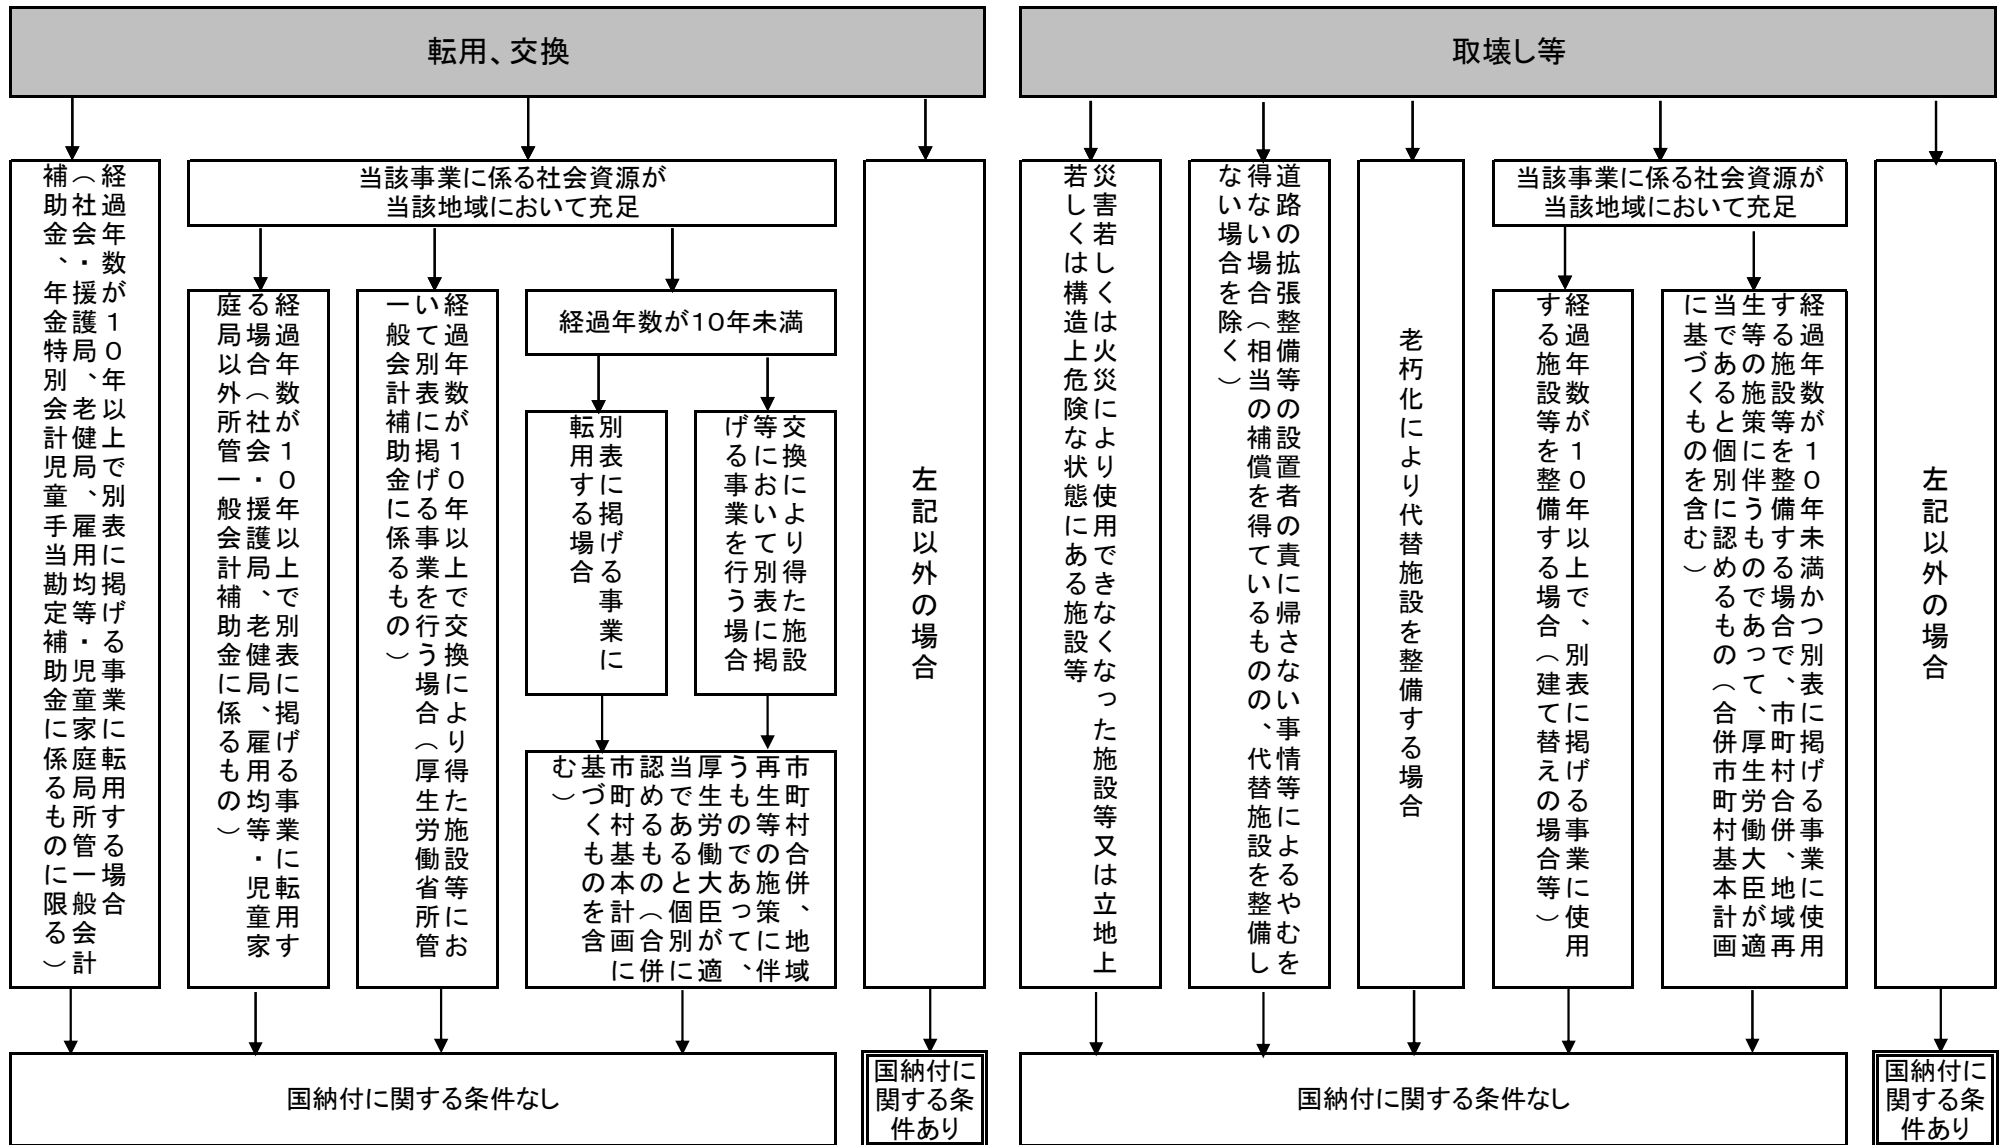 転用、交換
経過年数が１０年以上で別表に掲げる事業に転用する場合
（社会・援護局、老健局、雇用均等・児童家庭局所管一般会計
補助金、年金特別会計児童手当勘定補助金に係るものに限る）
当該事業に係る社会資源が
当該地域において充足
経過年数が１０年以上で別表に掲げる事業に転用す
る場合（社会・援護局、老健局、雇用均等・児童家
庭局以外所管一般会計補助金に係るもの）
経過年数が１０年以上で交換により得た施設等にお
いて別表に掲げる事業を行う場合（厚生労働省所管
一般会計補助金に係るもの）
経過年数が10年未満
別表に掲げる事業に
転用する場合
交換により得た施設
等において別表に掲
げる事業を行う場合
市町村合併、地域
再生等の施策に伴
うものであって、
厚生労働大臣が適
当であると個別に
認めるもの（合併
市町村基本計画に
基づくものを含
む）
左記以外の場合
国納付に関する条件なし
国納付に
関する条
件あり
取壊し等
災害若しくは火災により使用できなくなった施設等又は立地上
若しくは構造上危険な状態にある施設等
道路の拡張整備等の設置者の責に帰さない事情等によるやむを
得ない場合（相当の補償を得ているものの、代替施設を整備し
ない場合を除く）
老朽化により代替施設を整備する場合
当該事業に係る社会資源が
当該地域において充足
経過年数が１０年以上で、別表に掲げる事業に使用
する施設等を整備する場合（建て替えの場合等）
経過年数が１０年未満かつ別表に掲げる事業に使用
する施設等を整備する場合で、市町村合併、地域再
生等の施策に伴うものであって、厚生労働大臣が適
当であると個別に認めるもの（合併市町村基本計画
に基づくものを含む）
左記以外の場合
国納付に関する条件なし
国納付に
関する条
件あり